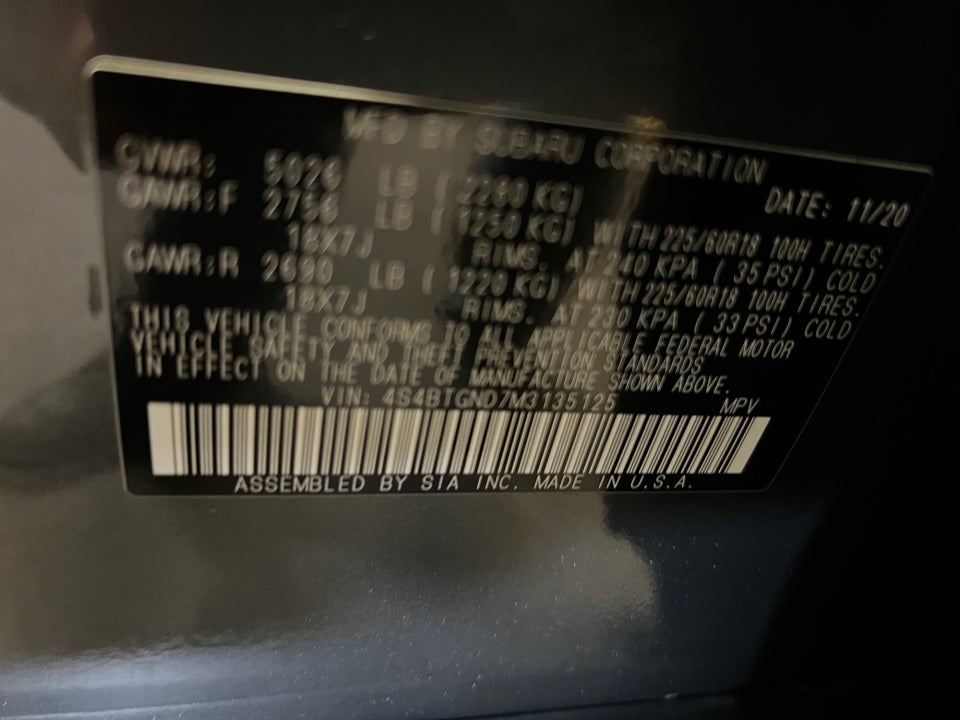 MFD BY SUBARU CORPORATION
GVWR: 5026 LB (2280 KG) DATE: 11/20
GAWR:F 2756 LB (1250 KG) WITH 225/60R18 100H TIRES.
18X7J RIMS. AT 240 KPA (35 PSI) COLD
GAWR:R 2690 LB (1220 KG) WITH 225/60R18 100H TIRES.
18X7J RIMS. AT 230 KPA (33 PSI) COLD
THIS VEHICLE CONFORMS TO ALL APPLICABLE FEDERAL MOTOR
VEHICLE SAFETY AND THEFT PREVENTION STANDARDS
IN EFFECT ON THE DATE OF MANUFACTURE SHOWN ABOVE.
VIN: 4S4BTGND7M3135125 MPV
ASSEMBLED BY SIA INC. MADE IN U.S.A.